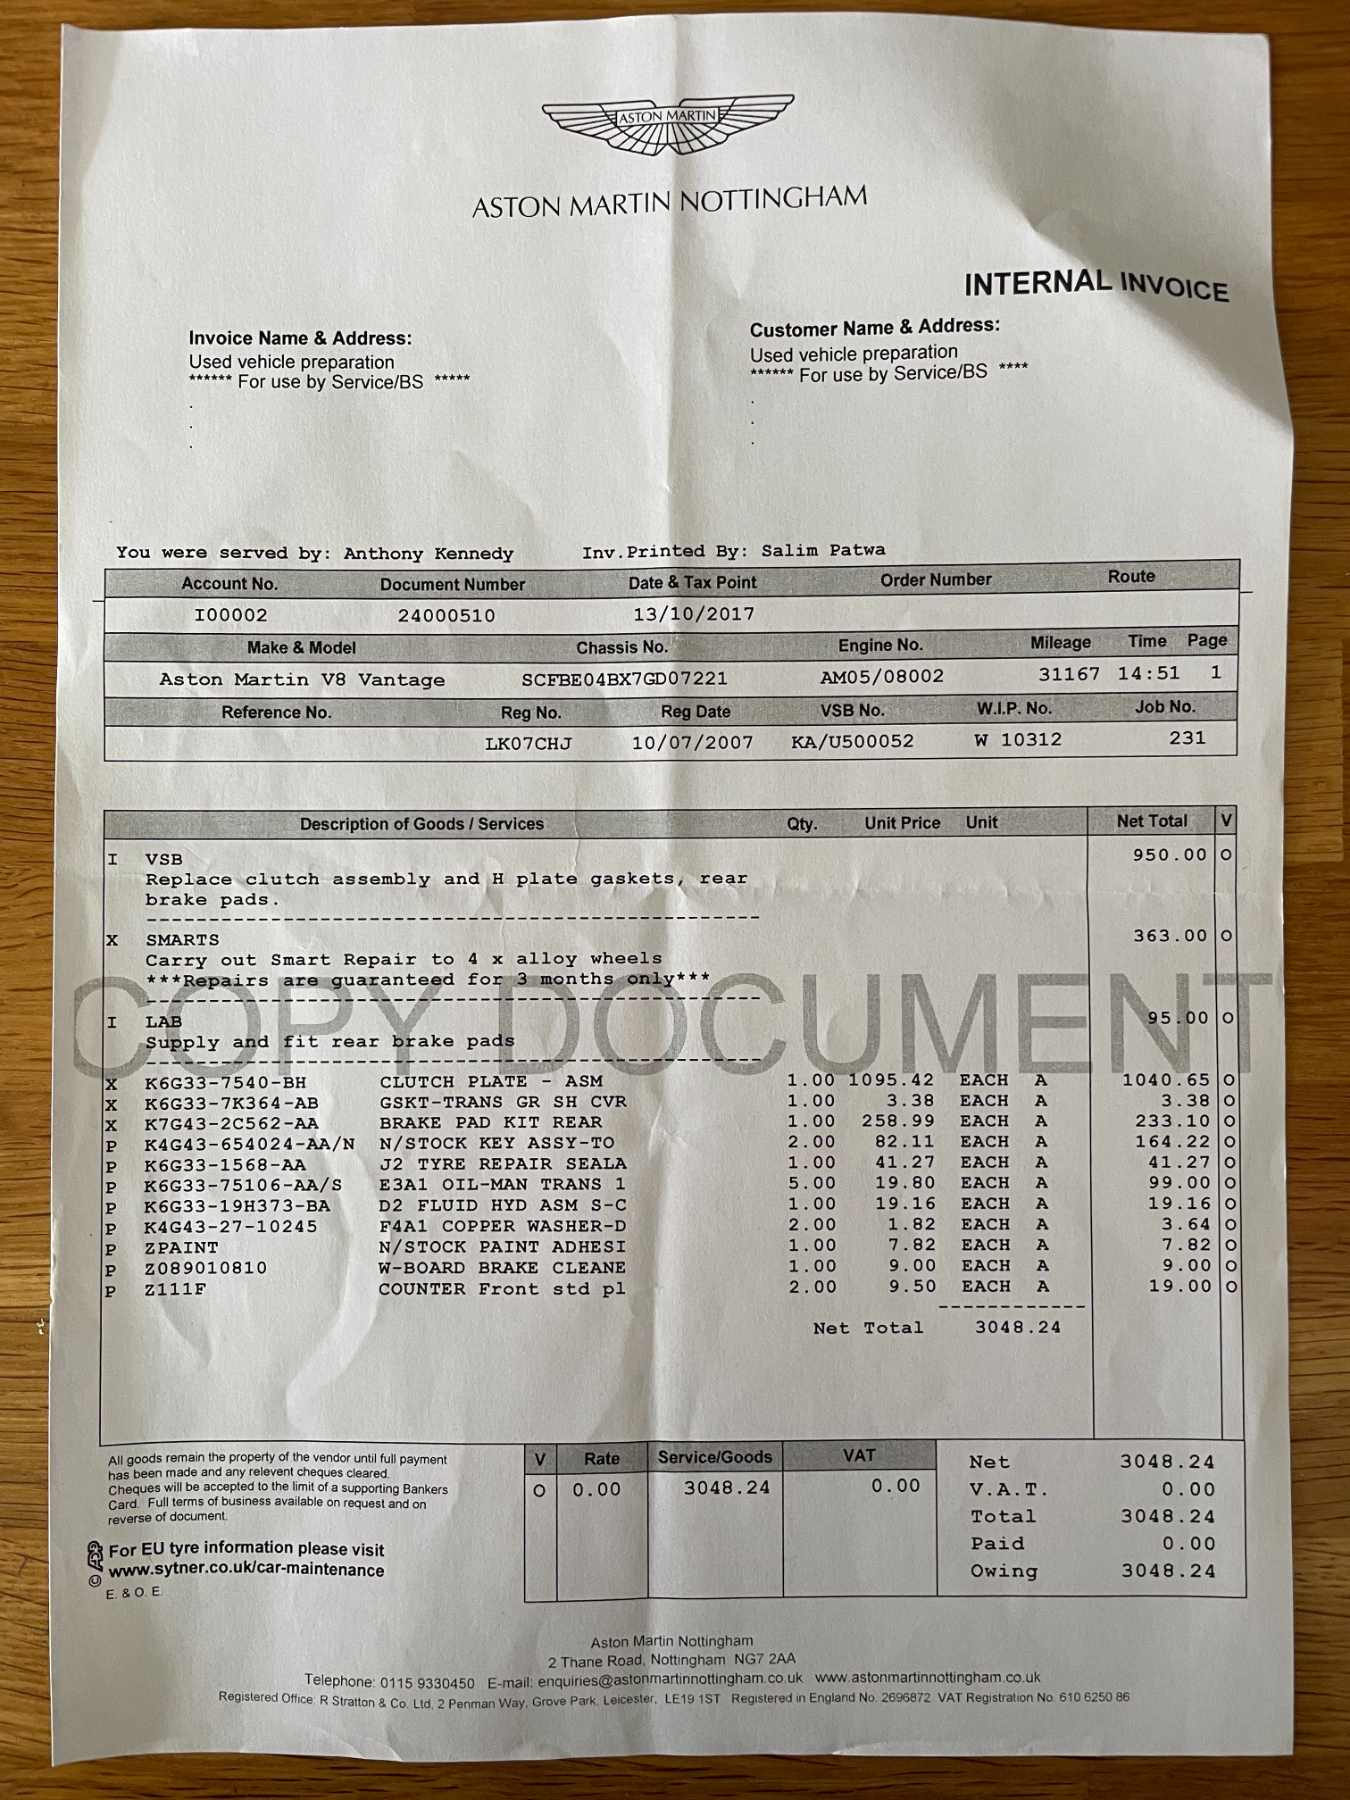 ASTON MARTIN
ASTON MARTIN NOTTINGHAM
INTERNAL INVOICE
Invoice Name & Address:
Used vehicle preparation
****** For use by Service/BS *****
.
.
.
Customer Name & Address:
Used vehicle preparation
****** For use by Service/BS ****
.
.
.
You were served by: Anthony Kennedy Inv.Printed By: Salim Patwa
Account No. Document Number Date & Tax Point Order Number Route
I00002 24000510 13/10/2017
Make & Model Chassis No. Engine No. Mileage Time Page
Aston Martin V8 Vantage SCFBE04BX7GD07221 AM05/08002 31167 14:51 1
Reference No. Reg No. Reg Date VSB No. W.I.P. No. Job No.
LK07CHJ 10/07/2007 KA/U500052 W 10312 231
Description of Goods / Services Qty. Unit Price Unit Net Total V
I VSB 950.00 O
Replace clutch assembly and H plate gaskets, rear
brake pads.
X SMARTS 363.00 O
Carry out Smart Repair to 4 x alloy wheels
***Repairs are guaranteed for 3 months only***
COPY DOCUMENT
I LAB 95.00 O
Supply and fit rear brake pads
X K6G33-7540-BH CLUTCH PLATE - ASM 1.00 1095.42 EACH A 1040.65 O
X K6G33-7K364-AB GSKT-TRANS GR SH CVR 1.00 3.38 EACH A 3.38 O
X K7G43-2C562-AA BRAKE PAD KIT REAR 1.00 258.99 EACH A 233.10 O
P K4G43-654024-AA/N N/STOCK KEY ASSY-TO 2.00 82.11 EACH A 164.22 O
P K6G33-1568-AA J2 TYRE REPAIR SEALA 1.00 41.27 EACH A 41.27 O
P K6G33-75106-AA/S E3A1 OIL-MAN TRANS 1 5.00 19.80 EACH A 99.00 O
P K6G33-19H373-BA D2 FLUID HYD ASM S-C 1.00 19.16 EACH A 19.16 O
P K4G43-27-10245 F4A1 COPPER WASHER-D 2.00 1.82 EACH A 3.64 O
P ZPAINT N/STOCK PAINT ADHESI 1.00 7.82 EACH A 7.82 O
P Z089010810 W-BOARD BRAKE CLEANE 1.00 9.00 EACH A 9.00 O
P Z111F COUNTER Front std pl 2.00 9.50 EACH A 19.00 O
Net Total 3048.24
All goods remain the property of the vendor until full payment
has been made and any relevent cheques cleared.
Cheques will be accepted to the limit of a supporting Bankers
Card. Full terms of business available on request and on
reverse of document.
For EU tyre information please visit
www.sytner.co.uk/car-maintenance
E. & O. E.
V Rate Service/Goods VAT
O 0.00 3048.24 0.00
Net 3048.24
V.A.T. 0.00
Total 3048.24
Paid 0.00
Owing 3048.24
Aston Martin Nottingham
2 Thane Road, Nottingham NG7 2AA
Telephone: 0115 9330450 E-mail: enquiries@astonmartinnottingham.co.uk www.astonmartinnottingham.co.uk
Registered Office: R Stratton & Co. Ltd, 2 Penman Way, Grove Park, Leicester, LE19 1ST Registered in England No. 2696872 VAT Registration No. 610 6250 86